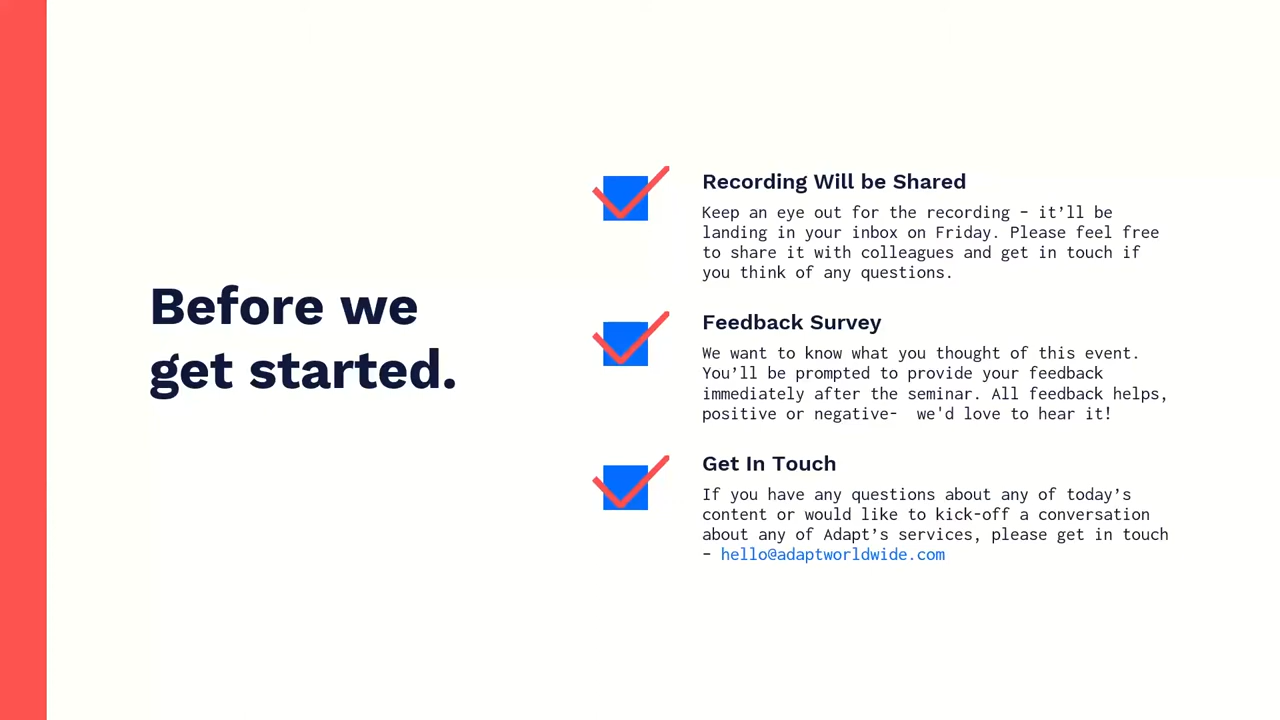 Before we
get started.
Recording Will be Shared
Keep an eye out for the recording – it’ll be
landing in your inbox on Friday. Please feel free
to share it with colleagues and get in touch if
you think of any questions.
Feedback Survey
We want to know what you thought of this event.
You’ll be prompted to provide your feedback
immediately after the seminar. All feedback helps,
positive or negative-  we'd love to hear it!
Get In Touch
If you have any questions about any of today’s
content or would like to kick-off a conversation
about any of Adapt’s services, please get in touch
– hello@adaptworldwide.com